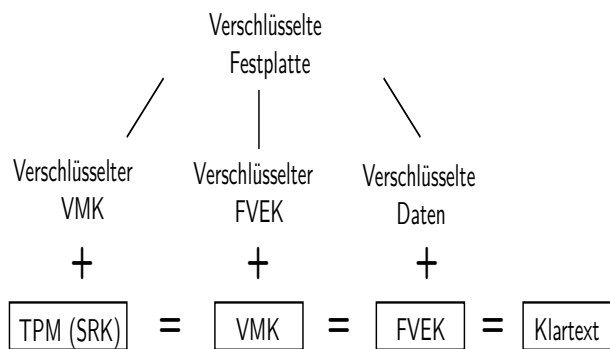 Verschlüsselte
Festplatte
Verschlüsselter
VMK
Verschlüsselter
FVEK
Verschlüsselte
Daten
+ + +
TPM (SRK) = VMK = FVEK = Klartext